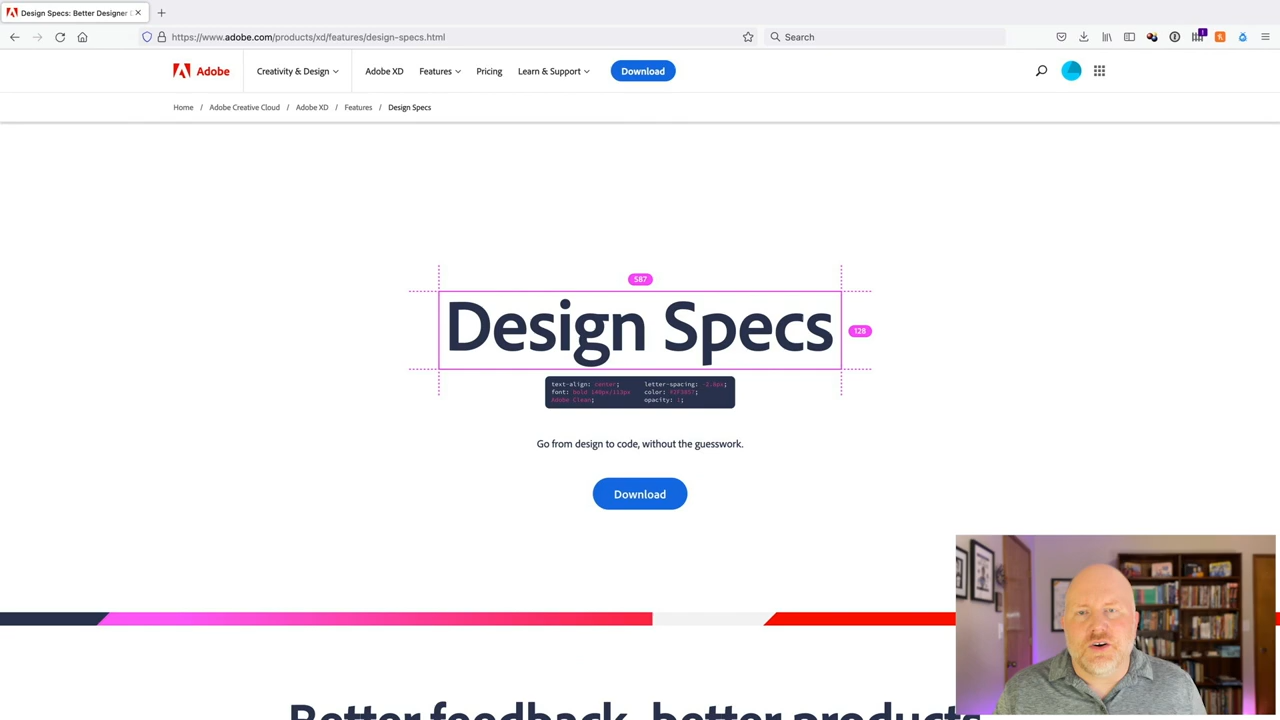 Design Specs: Better Designer
https://www.adobe.com/products/xd/features/design-specs.html
Search
Adobe
Creativity & Design
Adobe XD
Features
Pricing
Learn & Support
Download
Home / Adobe Creative Cloud / Adobe XD / Features / Design Specs
587
Design Specs
128
text-align: center; letter-spacing: -2.6px;
font: bold 140px/113px color:
Adobe Clean; opacity: 1;
Go from design to code, without the guesswork.
Download
Better feedback, better products